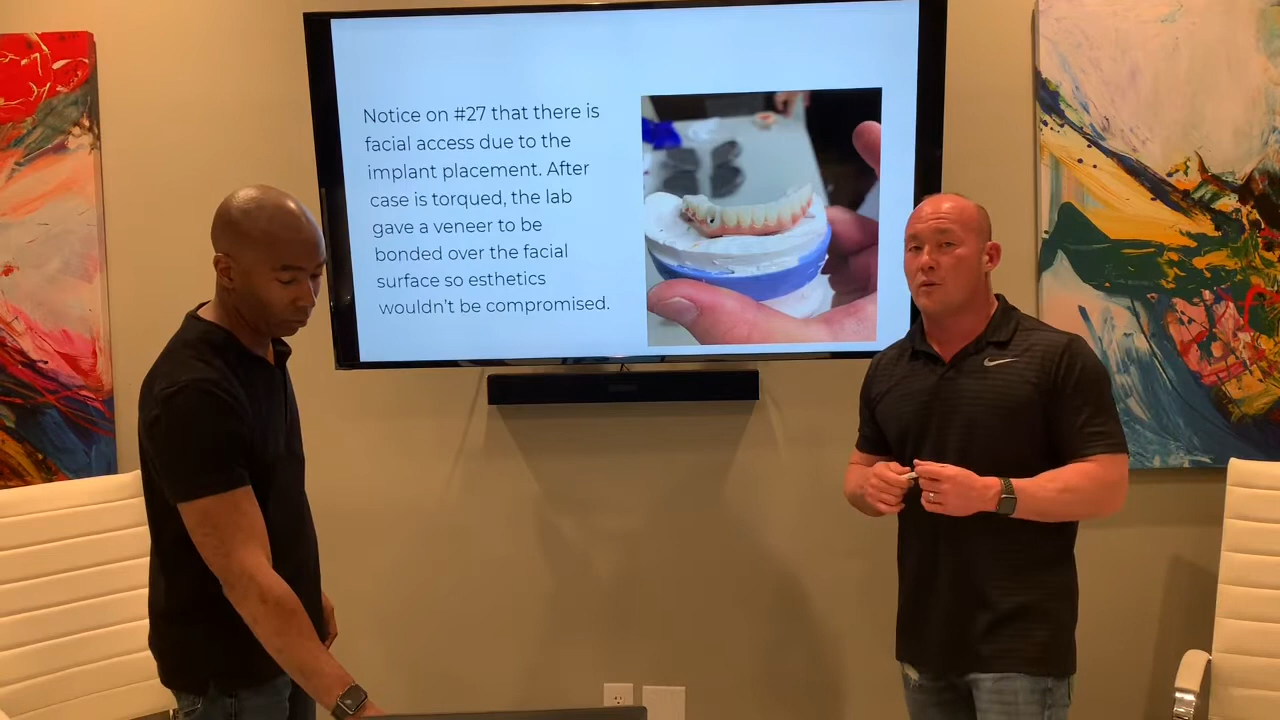 Notice on #27 that there is
facial access due to the
implant placement. After
case is torqued, the lab
gave a veneer to be
bonded over the facial
surface so esthetics
wouldn't be compromised.